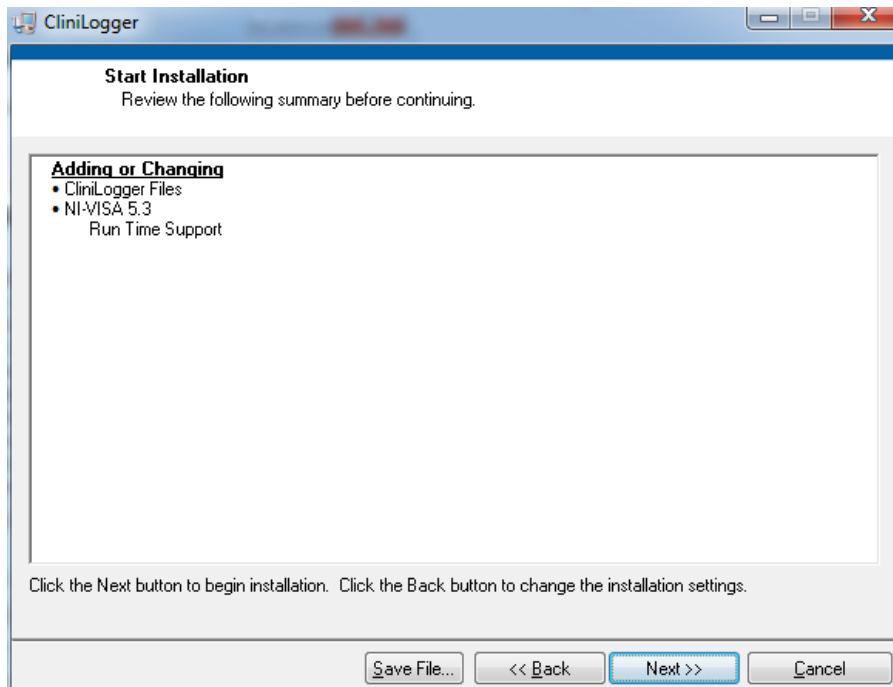 CliniLogger
Start Installation
Review the following summary before continuing.
Adding or Changing
• CliniLogger Files
• NI-VISA 5.3
Run Time Support
Click the Next button to begin installation.  Click the Back button to change the installation settings.
Save File...
<< Back
Next >>
Cancel